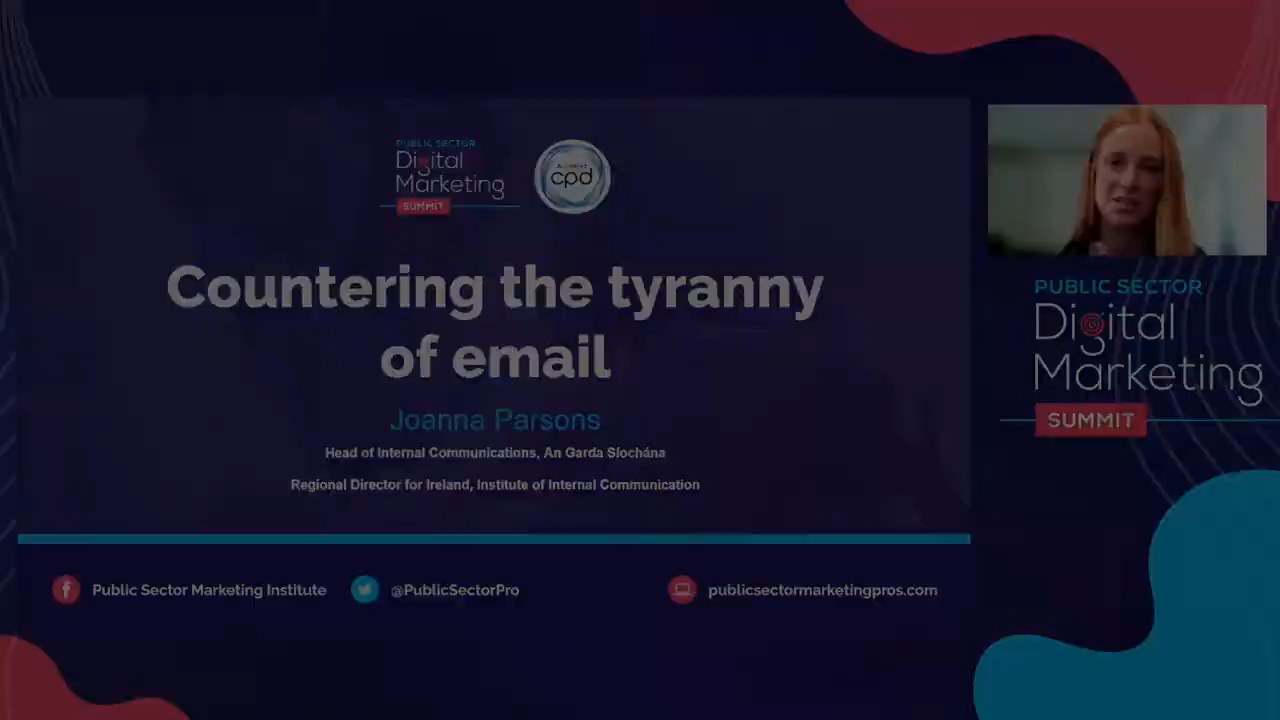 PUBLIC SECTOR
Digital
Marketing
SUMMIT
cpd
Countering the tyranny
of email
Joanna Parsons
Head of Internal Communications, An Garda Síochána
Regional Director for Ireland, Institute of Internal Communication
Public Sector Marketing Institute
@PublicSectorPro
publicsectormarketingpros.com
PUBLIC SECTOR
Digital
Marketing
SUMMIT